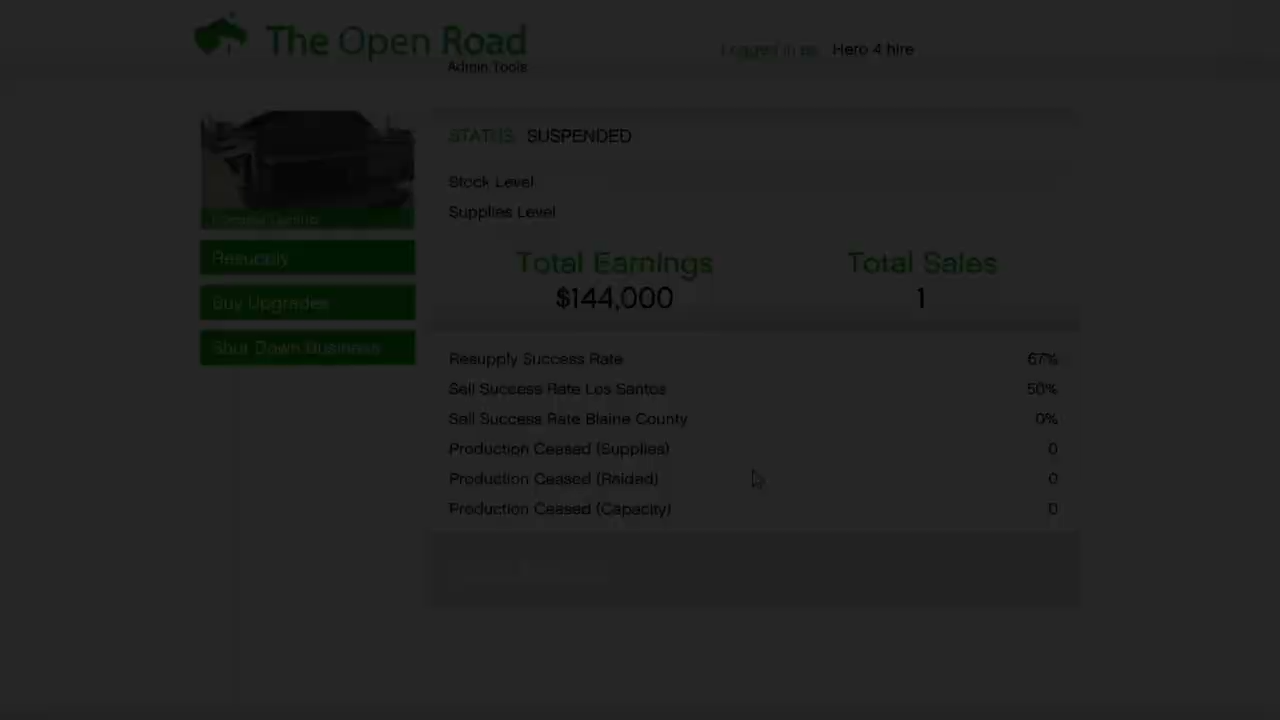 The Open Road
Admin Tools
Logged in as: Hero 4 hire
STATUS: SUSPENDED
Stock Level
Supplies Level
Resupply
Buy Upgrades
Shut Down Business
Total Earnings
Total Sales
$144,000
1
Resupply Success Rate 67%
Sell Success Rate Los Santos 50%
Sell Success Rate Blaine County 0%
Production Ceased (Supplies) 0
Production Ceased (Raided) 0
Production Ceased (Capacity) 0